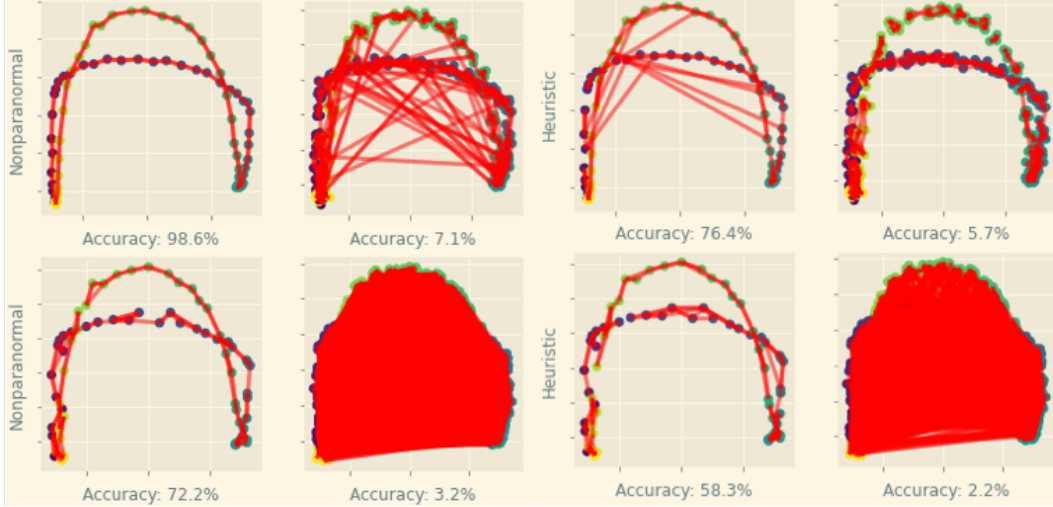 Nonparanormal
Heuristic
Accuracy: 98.6%
Accuracy: 7.1%
Accuracy: 76.4%
Accuracy: 5.7%
Nonparanormal
Heuristic
Accuracy: 72.2%
Accuracy: 3.2%
Accuracy: 58.3%
Accuracy: 2.2%